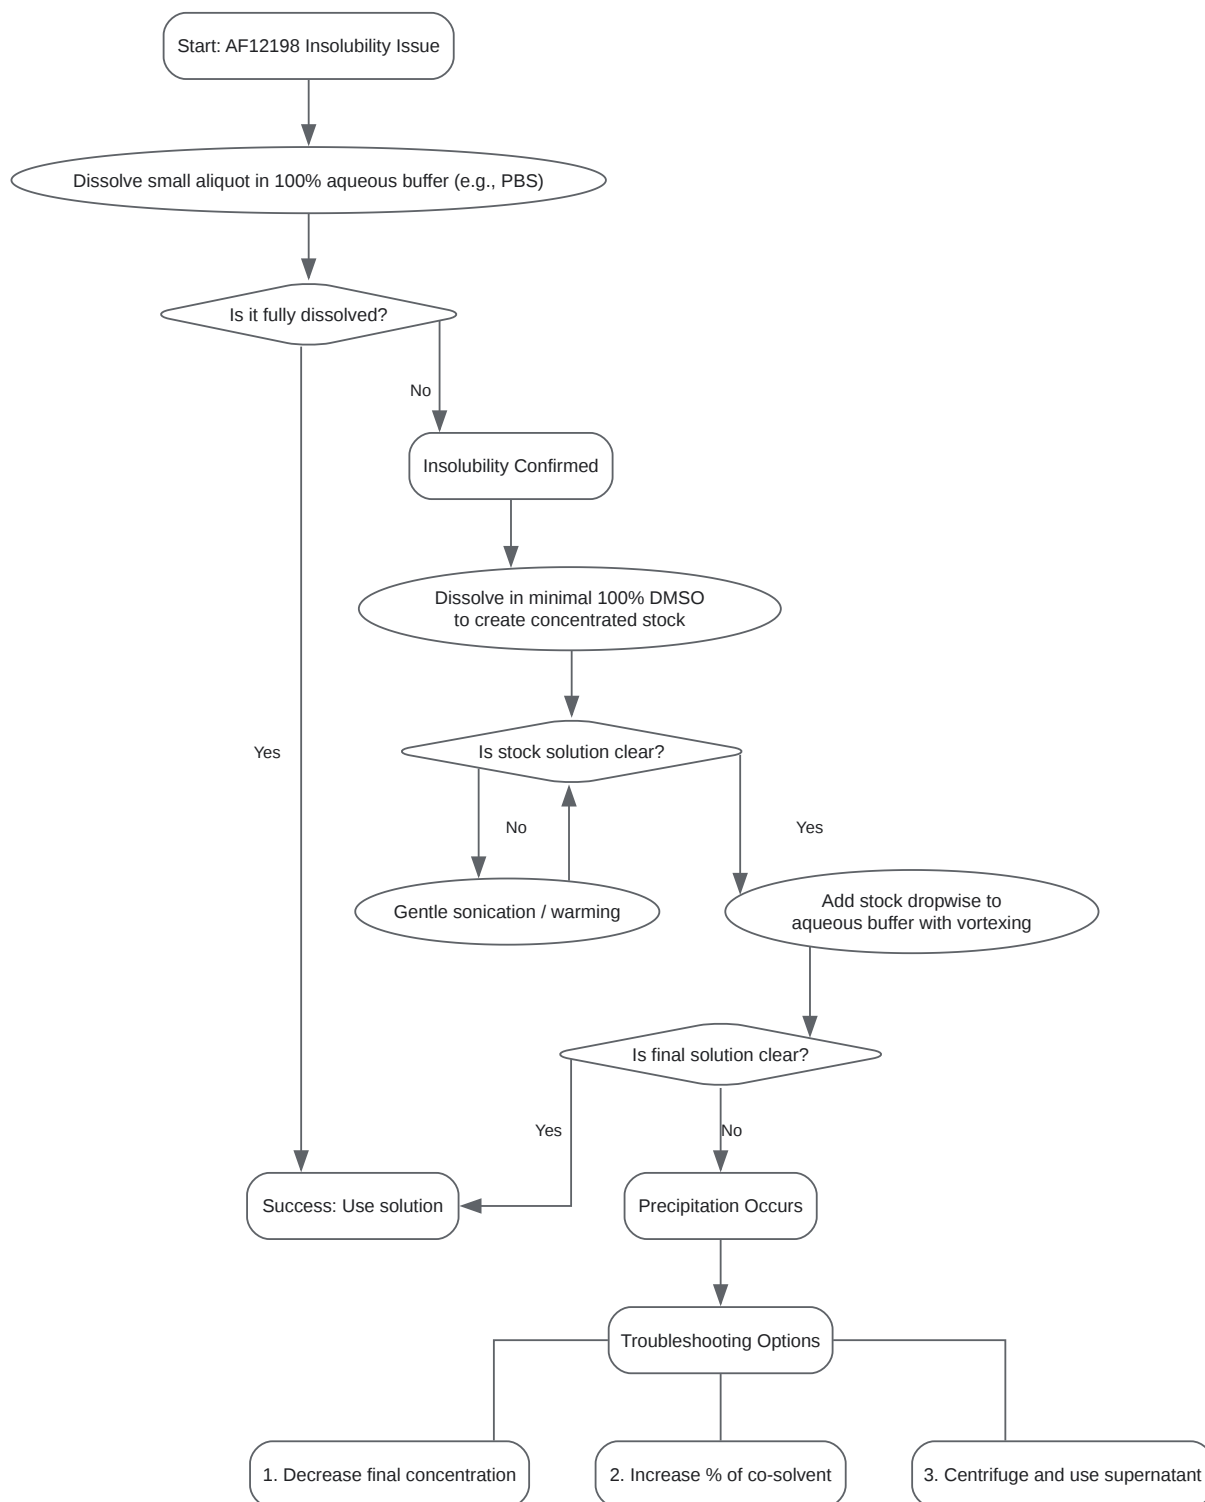 Start: AF12198 Insolubility Issue
Dissolve small aliquot in 100% aqueous buffer (e.g., PBS)
Is it fully dissolved?
No
Insolubility Confirmed
Dissolve in minimal 100% DMSO
to create concentrated stock
Is stock solution clear?
Yes
No
Yes
Gentle sonication / warming
Add stock dropwise to
aqueous buffer with vortexing
Is final solution clear?
Yes
No
Success: Use solution
Precipitation Occurs
Troubleshooting Options
1. Decrease final concentration
2. Increase % of co-solvent
3. Centrifuge and use supernatant